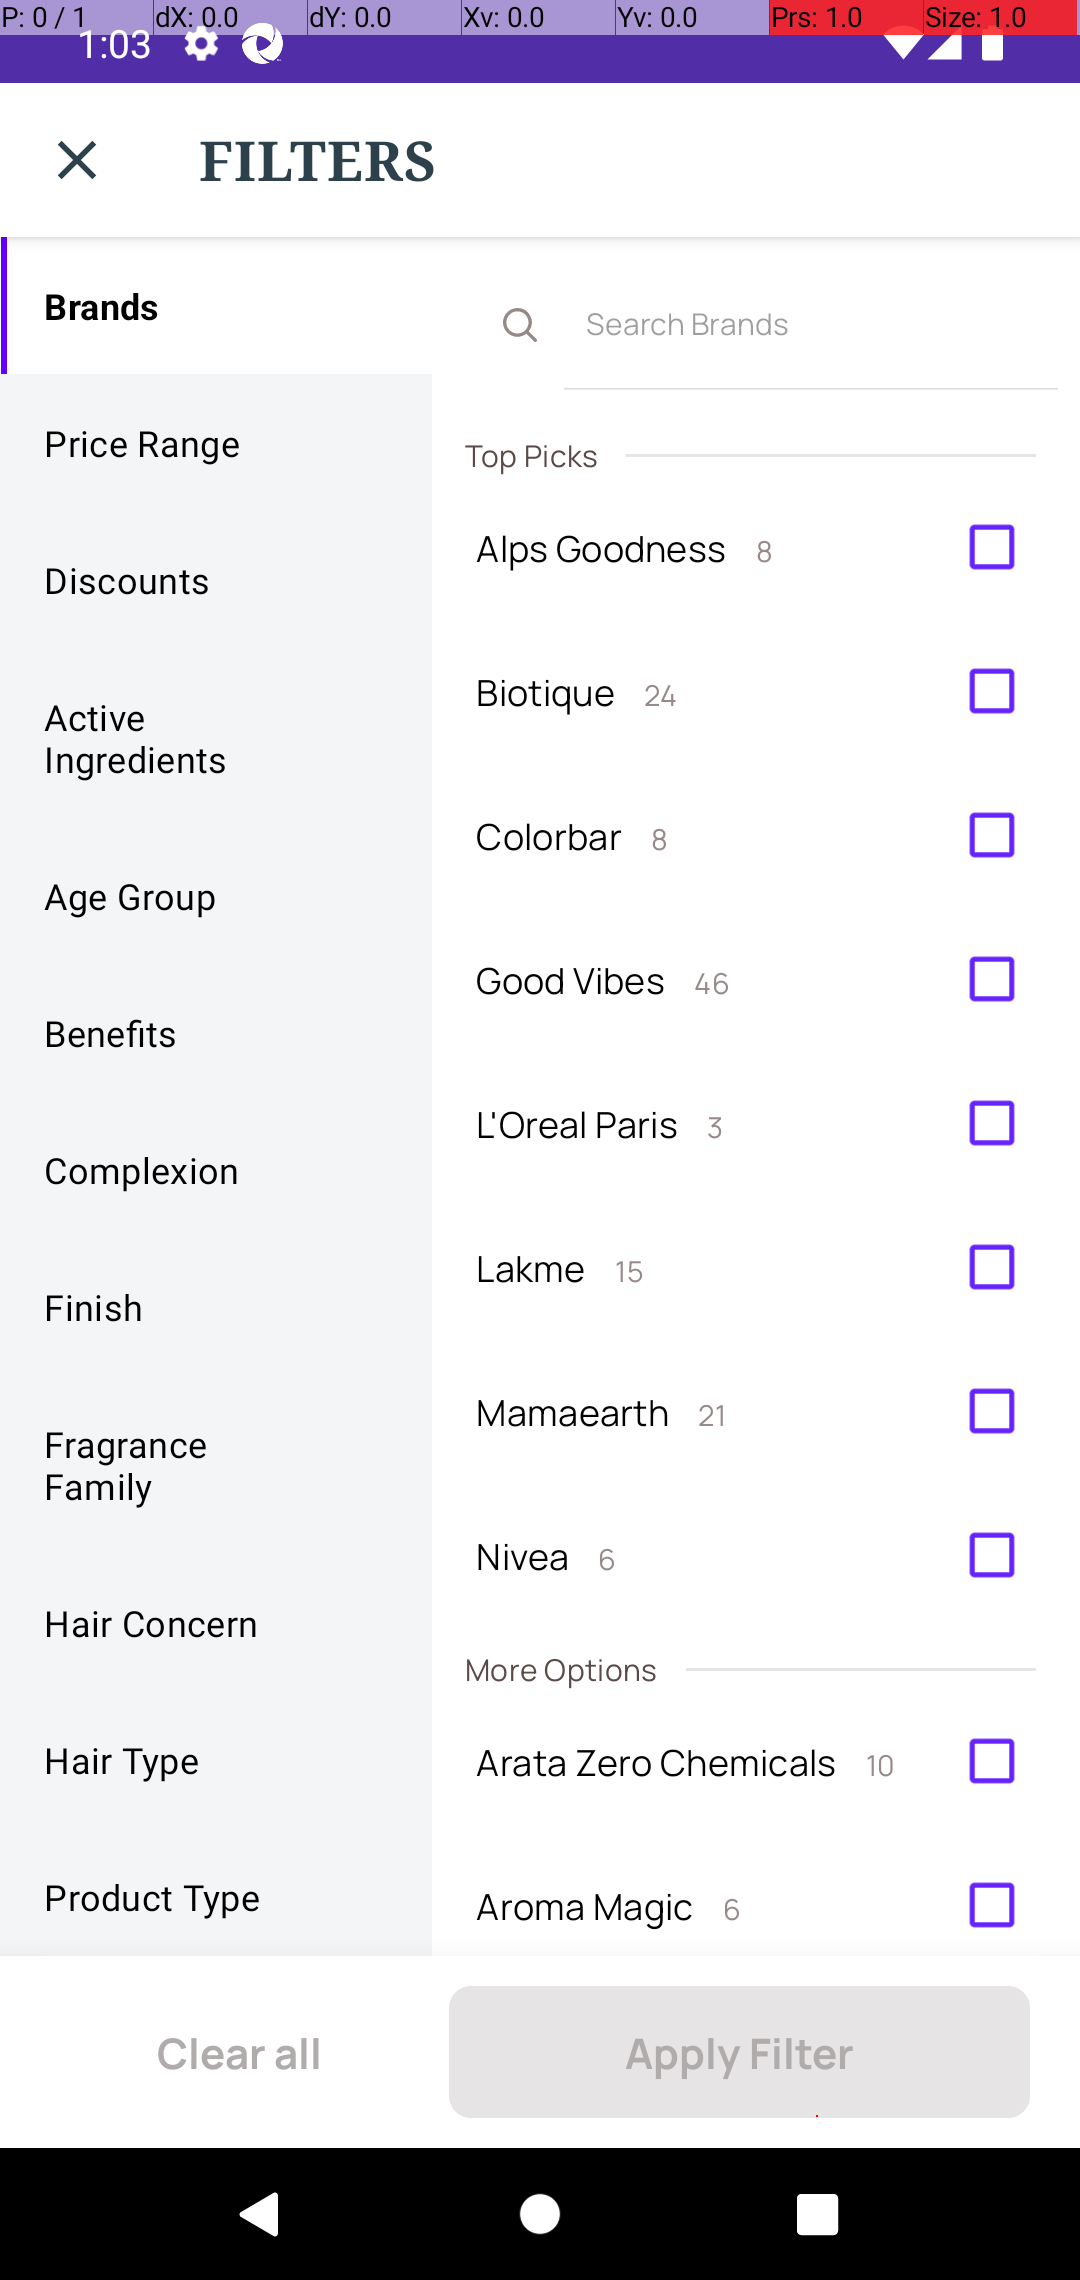 P: 0 / 1 dX: 0.0 dY: 0.0 Xv: 0.0 Yv: 0.0 Prs: 1.0 Size: 1.0
1:03
FILTERS
Brands
Price Range
Discounts
Active
Ingredients
Age Group
Benefits
Complexion
Finish
Fragrance
Family
Hair Concern
Hair Type
Product Type
Search Brands
Top Picks
Alps Goodness 8
Biotique 24
Colorbar 8
Good Vibes 46
L'Oreal Paris 3
Lakme 15
Mamaearth 21
Nivea 6
More Options
Arata Zero Chemicals 10
Aroma Magic 6
Clear all
Apply Filter